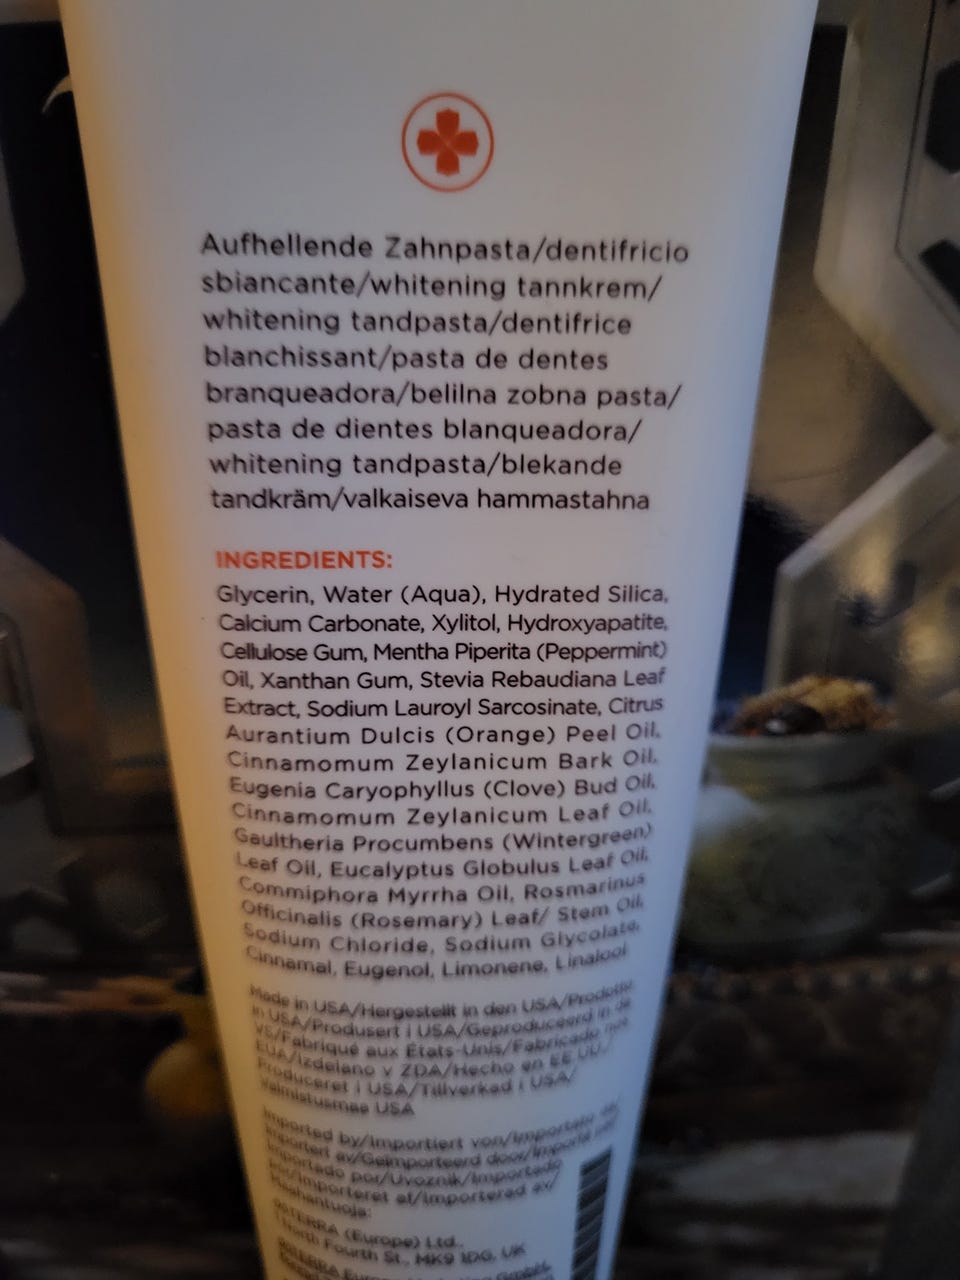 Aufhellende Zahnpasta/dentifricio
sbiancante/whitening tannkrem/
whitening tandpasta/dentifrice
blanchissant/pasta de dentes
branqueadora/belilna zobna pasta/
pasta de dientes blanqueadora/
whitening tandpasta/blekande
tandkräm/valkaiseva hammastahna
INGREDIENTS:
Glycerin, Water (Aqua), Hydrated Silica,
Calcium Carbonate, Xylitol, Hydroxyapatite,
Cellulose Gum, Mentha Piperita (Peppermint)
Oil, Xanthan Gum, Stevia Rebaudiana Leaf
Extract, Sodium Lauroyl Sarcosinate, Citrus
Aurantium Dulcis (Orange) Peel Oil,
Cinnamomum Zeylanicum Bark Oil,
Eugenia Caryophyllus (Clove) Bud Oil,
Cinnamomum Zeylanicum Leaf Oil,
Gaultheria Procumbens (Wintergreen)
Leaf Oil, Eucalyptus Globulus Leaf Oil,
Commiphora Myrrha Oil, Rosmarinus
Officinalis (Rosemary) Leaf/ Stem Oil,
Sodium Chloride, Sodium Glycolate,
Cinnamal, Eugenol, Limonene, Linalool
Made in USA/Hergestellt in den USA/Prodotto
in USA/Produsert i USA/Geproduceerd in de
VS/Fabriqué aux États-Unis/Fabricado nos
EUA/Izdelano v ZDA/Hecho en EE UU./
Produceret i USA/Tillverkad i USA/
Valmistusmaa USA
Imported by/Importiert von/Importato
Importert av/Geïmporteerd door/
Importado por/Uvoznik/Importado
por/Importeret af/Importerad av/
Maahantuoja:
dōTERRA (Europe) Ltd.,
1 North Fourth St., MK9 1DG, UK